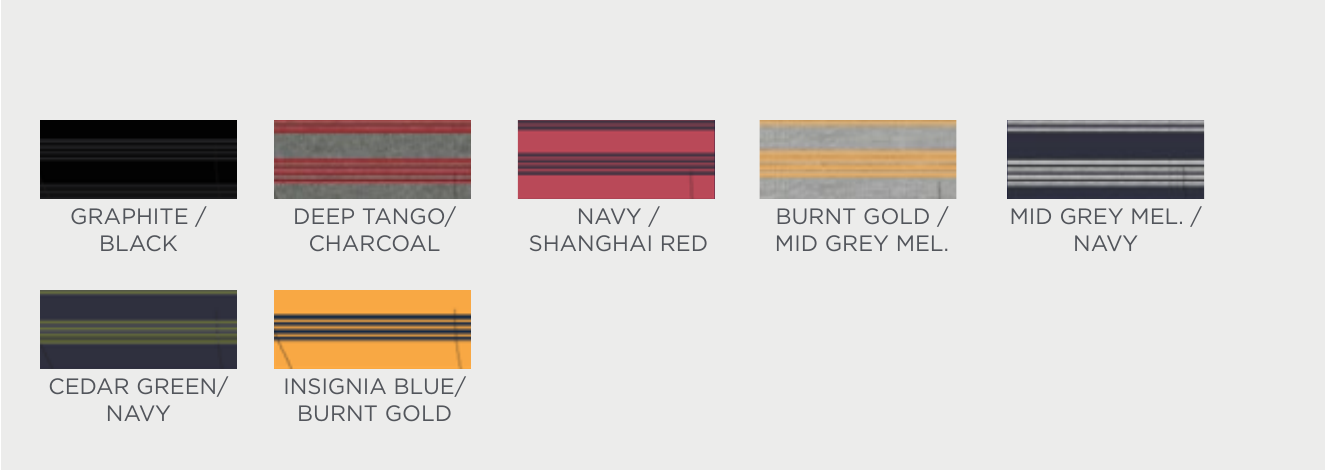 GRAPHITE /
BLACK
DEEP TANGO/
CHARCOAL
NAVY /
SHANGHAI RED
BURNT GOLD /
MID GREY MEL.
MID GREY MEL. /
NAVY
CEDAR GREEN/
NAVY
INSIGNIA BLUE/
BURNT GOLD